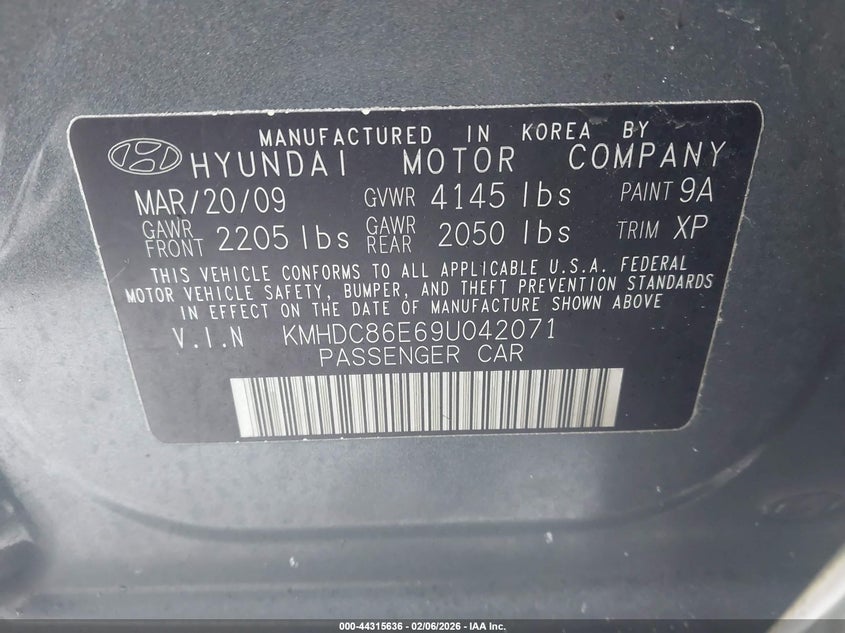 MANUFACTURED IN KOREA BY
HYUNDAI MOTOR COMPANY
MAR/20/09 GVWR 4145 lbs PAINT 9A
GAWR FRONT 2205 lbs GAWR REAR 2050 lbs TRIM XP
THIS VEHICLE CONFORMS TO ALL APPLICABLE U.S.A. FEDERAL
MOTOR VEHICLE SAFETY, BUMPER, AND THEFT PREVENTION STANDARDS
IN EFFECT ON THE DATE OF MANUFACTURE SHOWN ABOVE
V.I.N KMHDC86E69U042071
PASSENGER CAR
000-44315636 - 02/06/2026 - IAA Inc.